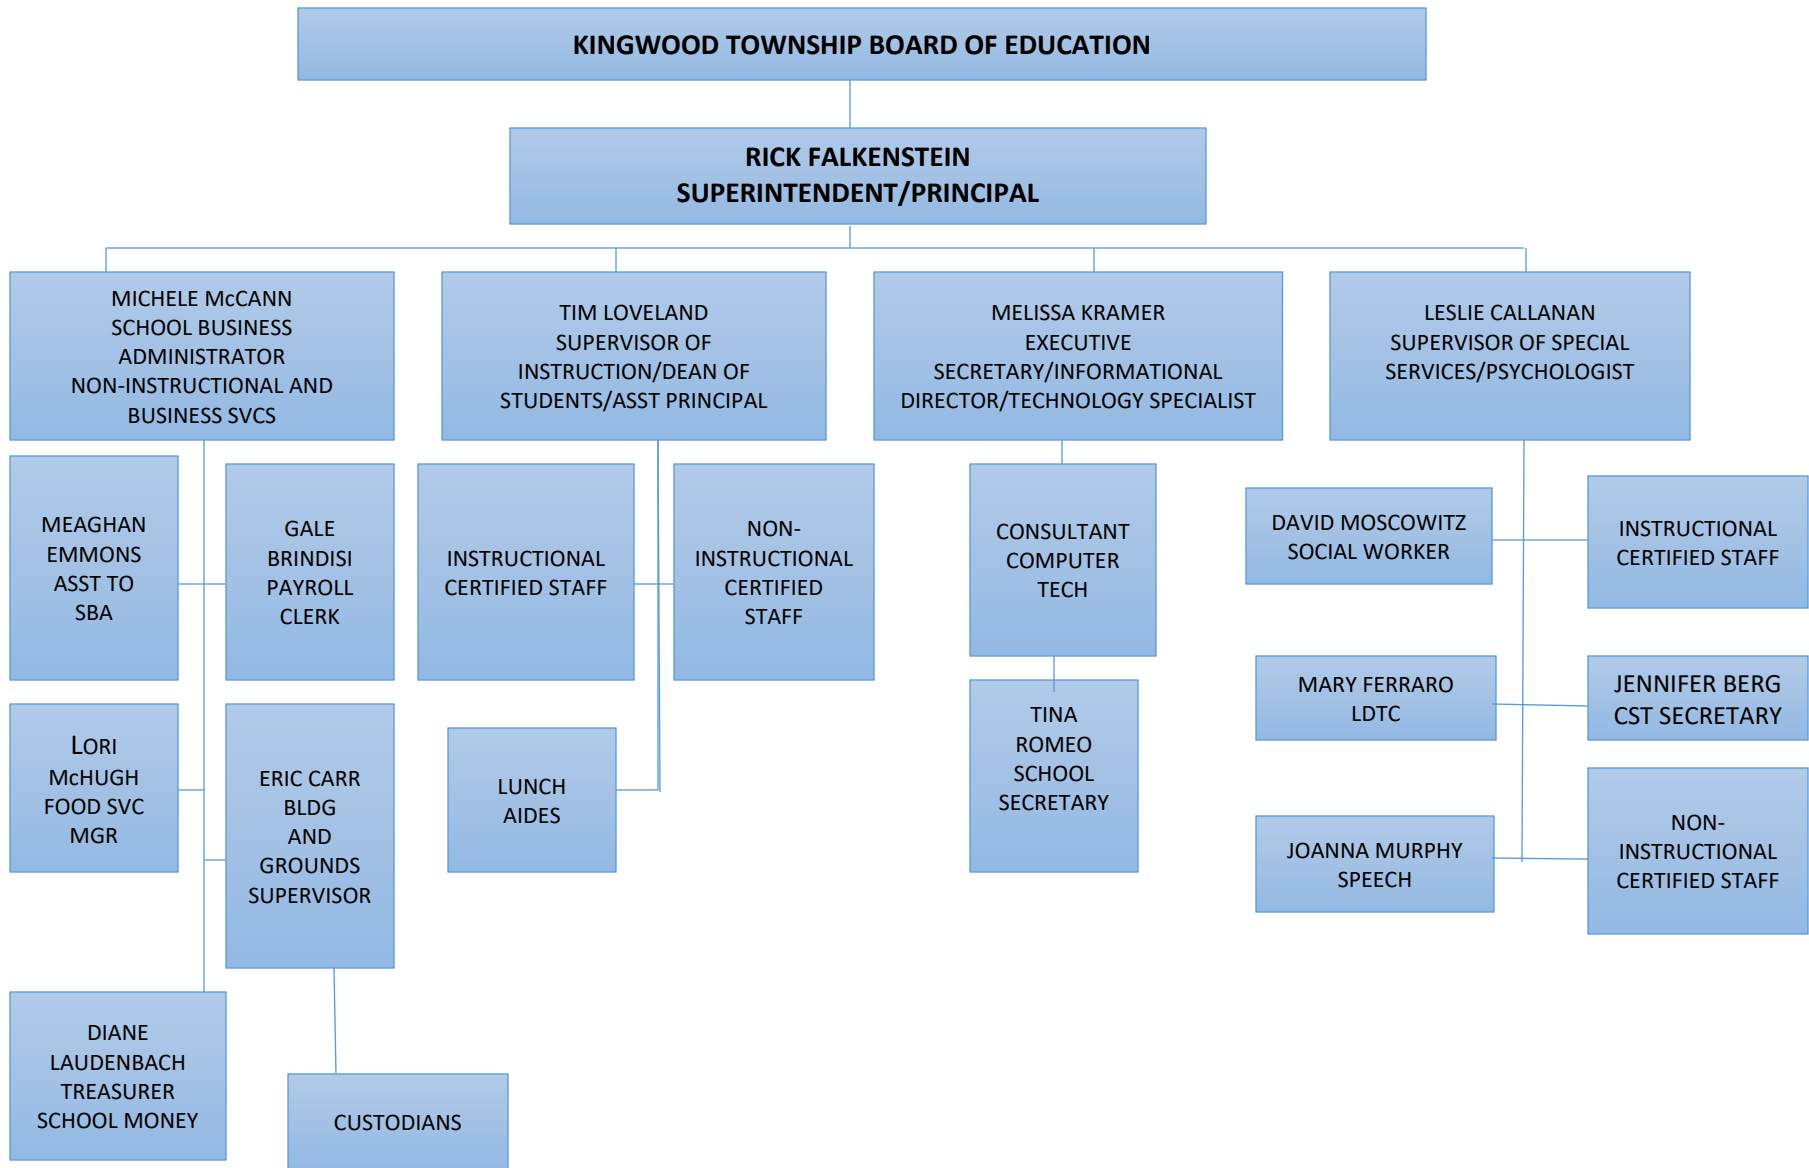 KINGWOOD TOWNSHIP BOARD OF EDUCATION
RICK FALKENSTEIN
SUPERINTENDENT/PRINCIPAL
MICHELE McCANN
SCHOOL BUSINESS
ADMINISTRATOR
NON-INSTRUCTIONAL AND
BUSINESS SVCS
TIM LOVELAND
SUPERVISOR OF
INSTRUCTION/DEAN OF
STUDENTS/ASST PRINCIPAL
MELISSA KRAMER
EXECUTIVE
SECRETARY/INFORMATIONAL
DIRECTOR/TECHNOLOGY SPECIALIST
LESLIE CALLANAN
SUPERVISOR OF SPECIAL
SERVICES/PSYCHOLOGIST
MEAGHAN
EMMONS
ASST TO
SBA
GALE
BRINDISI
PAYROLL
CLERK
INSTRUCTIONAL
CERTIFIED STAFF
NON-
INSTRUCTIONAL
CERTIFIED
STAFF
CONSULTANT
COMPUTER
TECH
DAVID MOSCOWITZ
SOCIAL WORKER
INSTRUCTIONAL
CERTIFIED STAFF
MARY FERRARO
LDTC
JENNIFER BERG
CST SECRETARY
LORI
McHUGH
FOOD SVC
MGR
ERIC CARR
BLDG
AND
GROUNDS
SUPERVISOR
LUNCH
AIDES
TINA
ROMEO
SCHOOL
SECRETARY
JOANNA MURPHY
SPEECH
NON-
INSTRUCTIONAL
CERTIFIED STAFF
DIANE
LAUDENBACH
TREASURER
SCHOOL MONEY
CUSTODIANS